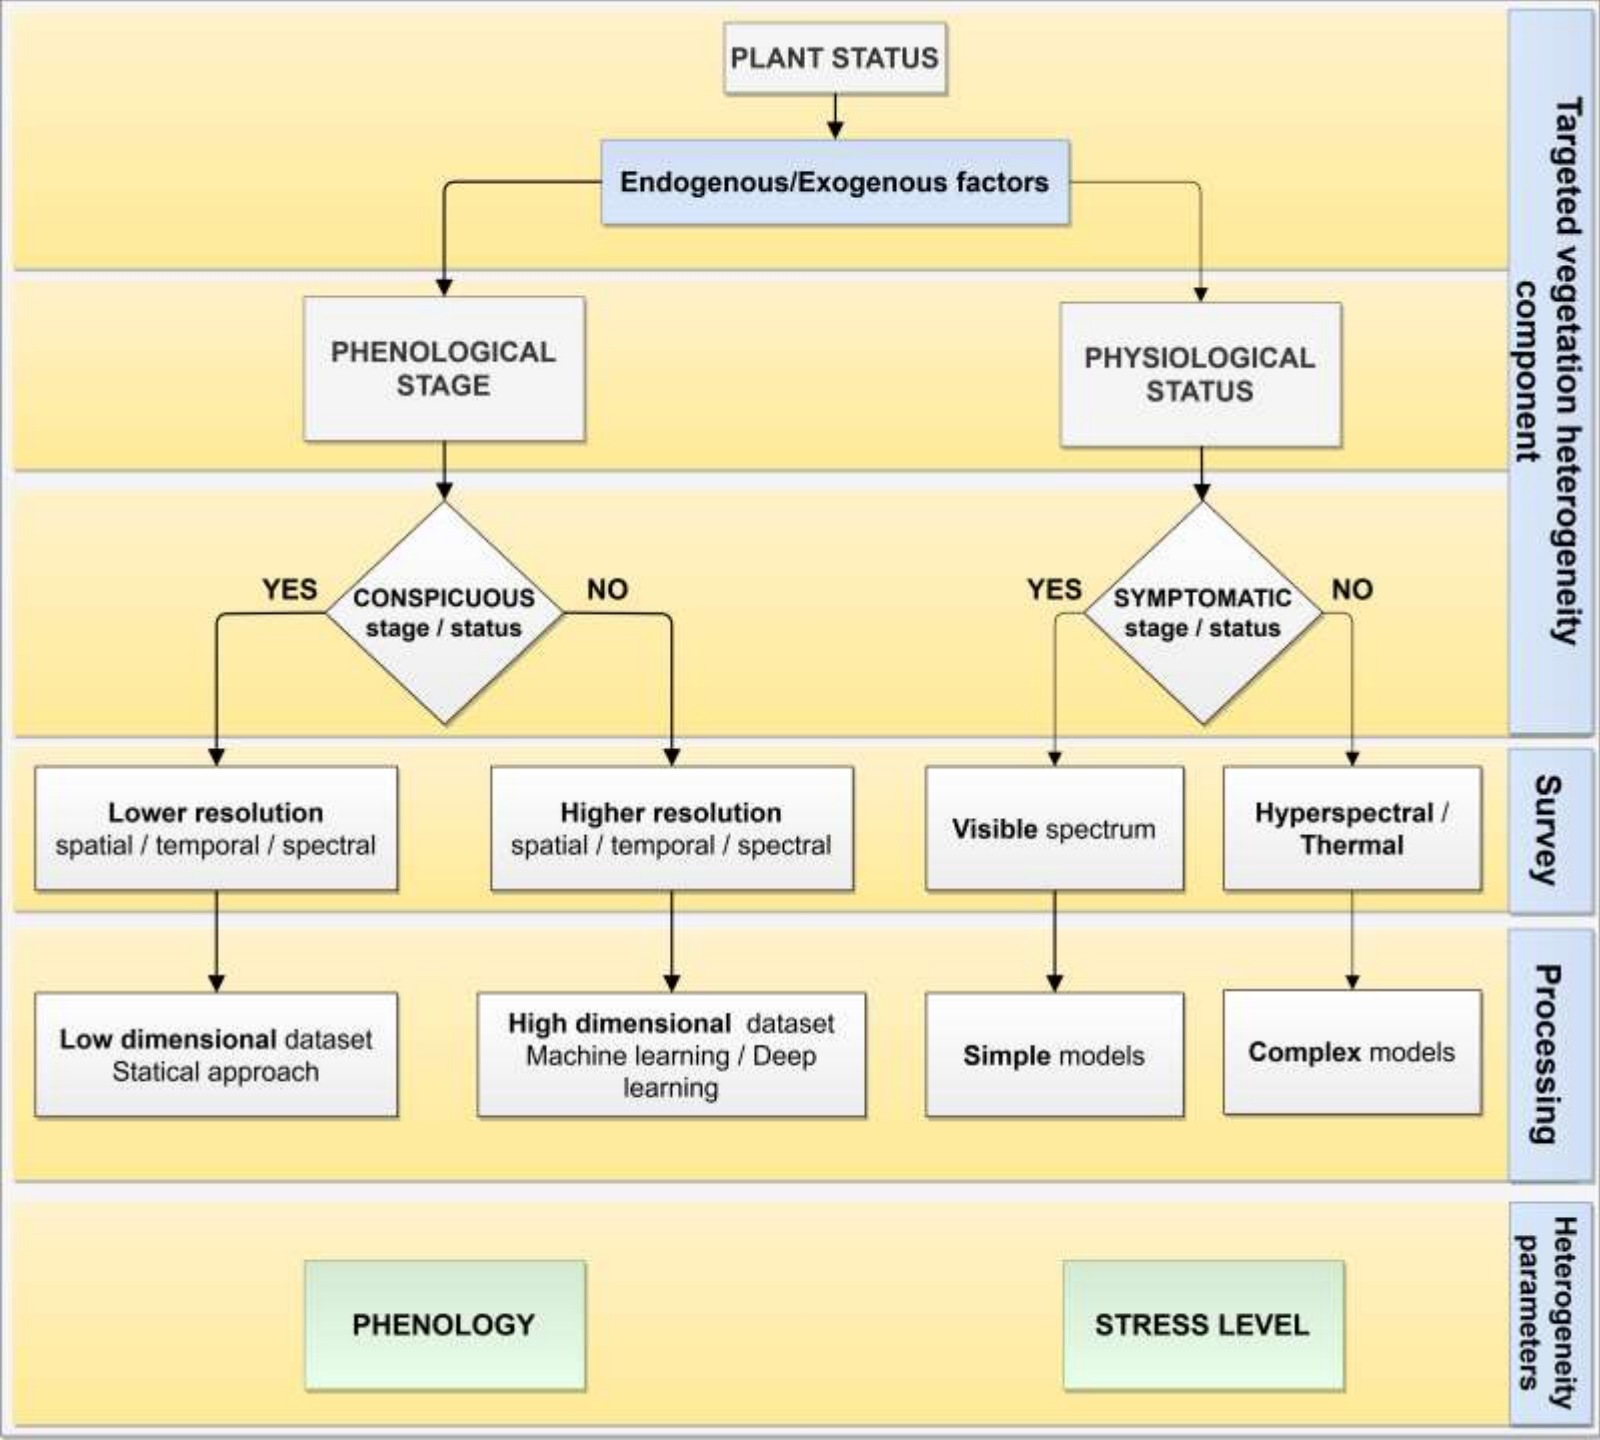 PLANT STATUS
Endogenous/Exogenous factors
PHENOLOGICAL
STAGE
PHYSIOLOGICAL
STATUS
Targeted vegetation heterogeneity
component
YES
CONSPICUOUS
stage / status
NO
YES
SYMPTOMATIC
stage / status
NO
Lower resolution
spatial / temporal / spectral
Higher resolution
spatial / temporal / spectral
Visible spectrum
Hyperspectral /
Thermal
Survey
Low dimensional dataset
Statical approach
High dimensional dataset
Machine learning / Deep
learning
Simple models
Complex models
Processing
PHENOLOGY
STRESS LEVEL
Heterogeneity
parameters